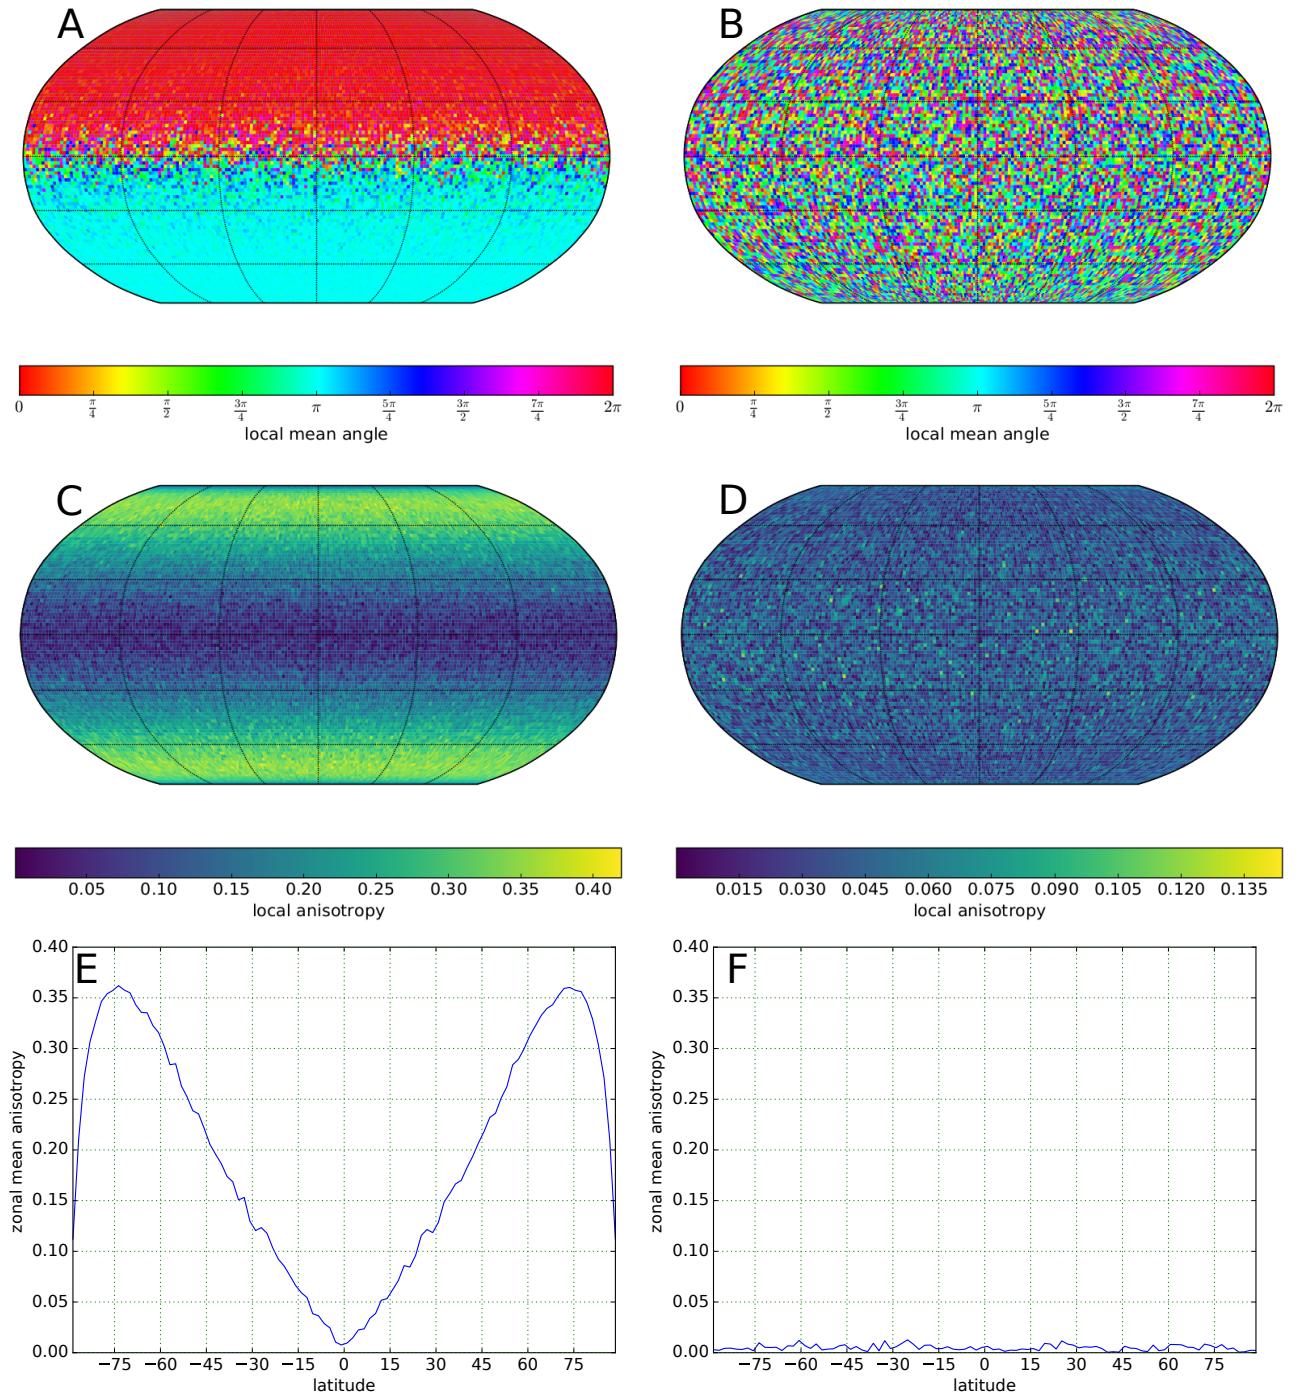 A
B
0 π/4 π/2 3π/4 π 5π/4 3π/2 7π/4 2π
local mean angle
0 π/4 π/2 3π/4 π 5π/4 3π/2 7π/4 2π
local mean angle
C
D
0.05 0.10 0.15 0.20 0.25 0.30 0.35 0.40
local anisotropy
0.015 0.030 0.045 0.060 0.075 0.090 0.105 0.120 0.135
local anisotropy
E
0.40
0.35
0.30
0.25
0.20
0.15
0.10
0.05
0.00
zonal mean anisotropy
−75 −60 −45 −30 −15 0 15 30 45 60 75
latitude
F
0.40
0.35
0.30
0.25
0.20
0.15
0.10
0.05
0.00
zonal mean anisotropy
−75 −60 −45 −30 −15 0 15 30 45 60 75
latitude